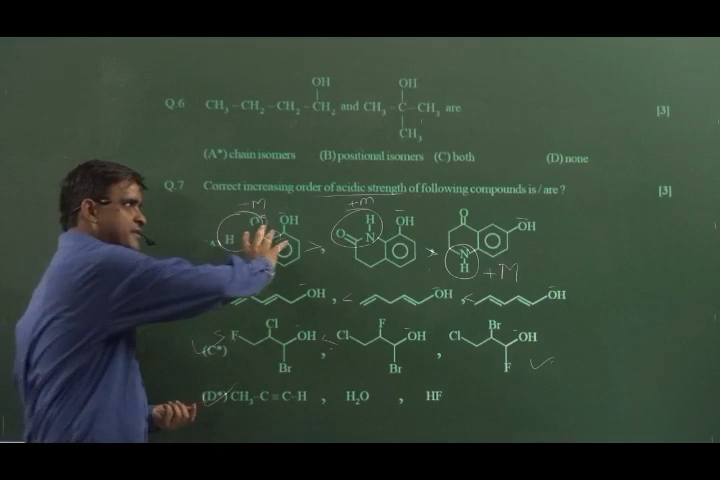 OH OH
Q.6 CH3 –CH2 –CH2 –CH2 and CH3 –C –CH3 are [3]
CH3
(A*) chain isomers (B) positional isomers (C) both (D) none
Q.7 Correct increasing order of acidic strength of following compounds is / are ? [3]
–M +m
OH H OH O OH
H > , O N > N
H +M
OH , < OH , < OH
Cl F Br
(C*) F OH , < Cl OH , Cl OH
Br Br F
(D*) CH3–C≡C–H , H2O , HF